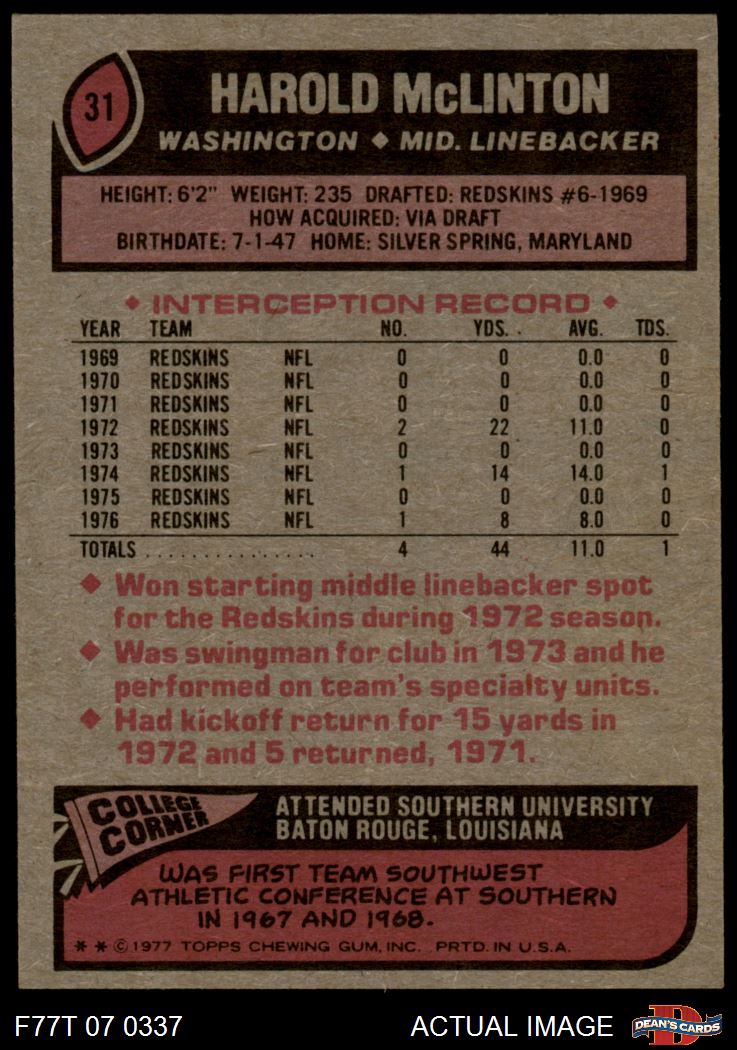 31
HAROLD McLINTON
WASHINGTON ◆ MID. LINEBACKER
HEIGHT: 6'2" WEIGHT: 235 DRAFTED: REDSKINS #6-1969
HOW ACQUIRED: VIA DRAFT
BIRTHDATE: 7-1-47 HOME: SILVER SPRING, MARYLAND
◆ INTERCEPTION RECORD ◆
YEAR TEAM NO. YDS. AVG. TDS.
1969 REDSKINS NFL 0 0 0.0 0
1970 REDSKINS NFL 0 0 0.0 0
1971 REDSKINS NFL 0 0 0.0 0
1972 REDSKINS NFL 2 22 11.0 0
1973 REDSKINS NFL 0 0 0.0 0
1974 REDSKINS NFL 1 14 14.0 1
1975 REDSKINS NFL 0 0 0.0 0
1976 REDSKINS NFL 1 8 8.0 0
TOTALS . . . . . . . . . . . . . . . 4 44 11.0 1
◆ Won starting middle linebacker spot
for the Redskins during 1972 season.
◆ Was swingman for club in 1973 and he
performed on team's specialty units.
◆ Had kickoff return for 15 yards in
1972 and 5 returned, 1971.
COLLEGE
CORNER
ATTENDED SOUTHERN UNIVERSITY
BATON ROUGE, LOUISIANA
WAS FIRST TEAM SOUTHWEST
ATHLETIC CONFERENCE AT SOUTHERN
IN 1967 AND 1968.
* * © 1977 TOPPS CHEWING GUM, INC. PRTD. IN U.S.A.
F77T 07 0337 ACTUAL IMAGE
D
DEAN'S CARDS